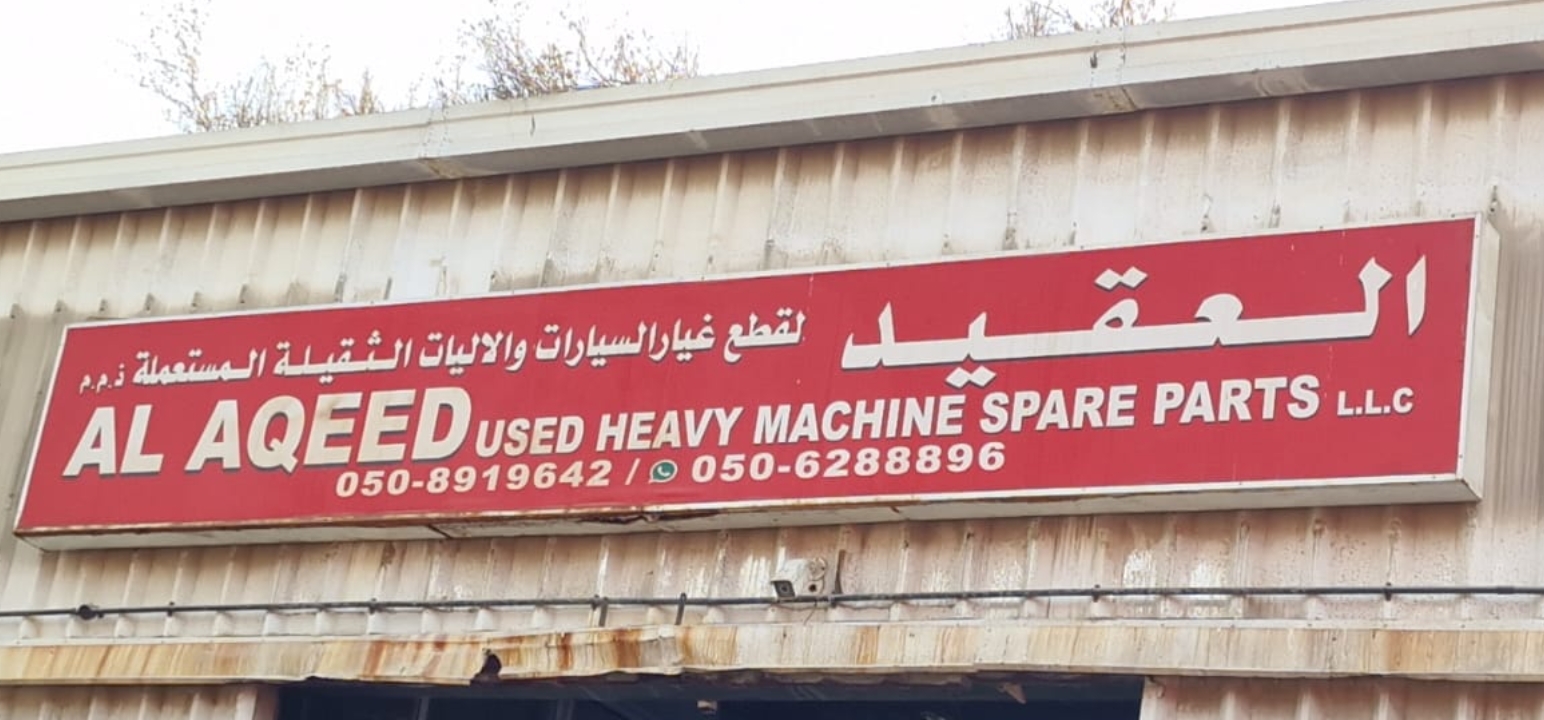 العقيد لقطع غيار السيارات والاليات الثقيلة المستعملة ذ.م.م
AL AQEED USED HEAVY MACHINE SPARE PARTS L.L.C
050-8919642 / 050-6288896